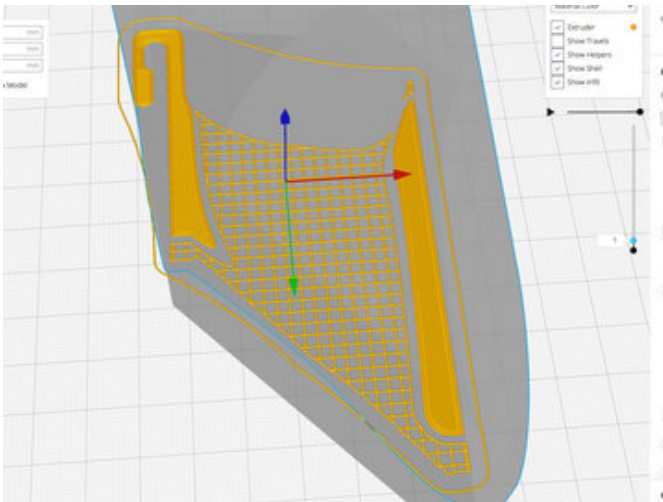 Material Color
mm
Extruder
mm
Show Travels
mm
Show Helpers
Show Shell
Show Infill
Model
1